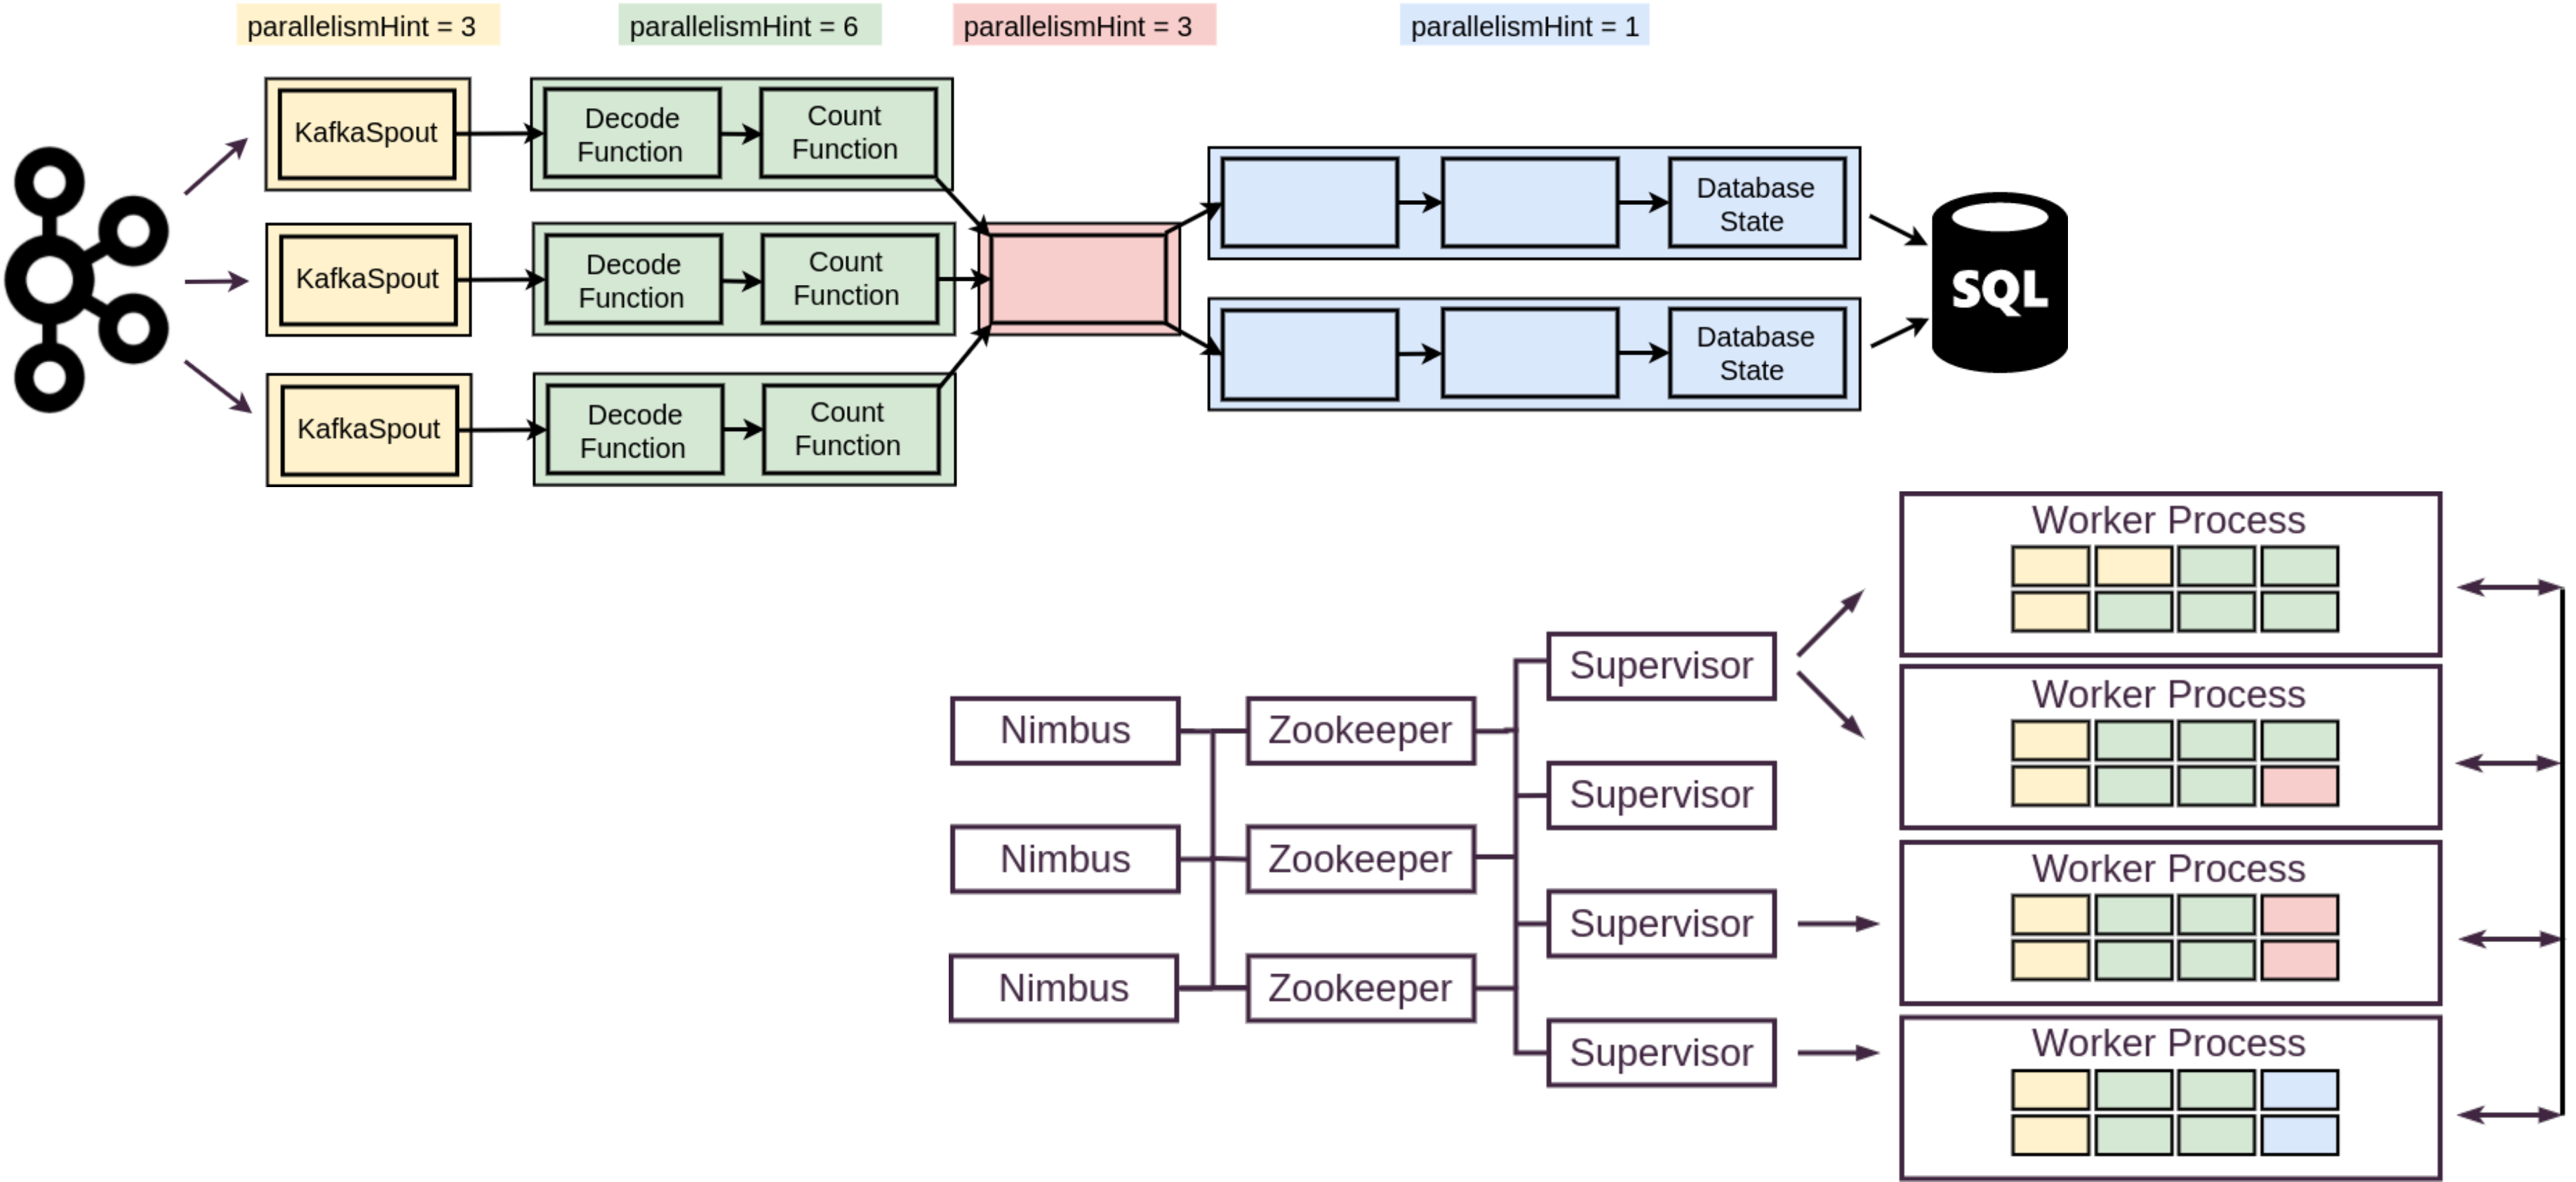 parallelismHint = 3
parallelismHint = 6
parallelismHint = 3
parallelismHint = 1
KafkaSpout
Decode
Function
Count
Function
KafkaSpout
Decode
Function
Count
Function
KafkaSpout
Decode
Function
Count
Function
Database
State
Database
State
SQL
Nimbus
Nimbus
Nimbus
Zookeeper
Zookeeper
Zookeeper
Supervisor
Supervisor
Supervisor
Supervisor
Worker Process
Worker Process
Worker Process
Worker Process